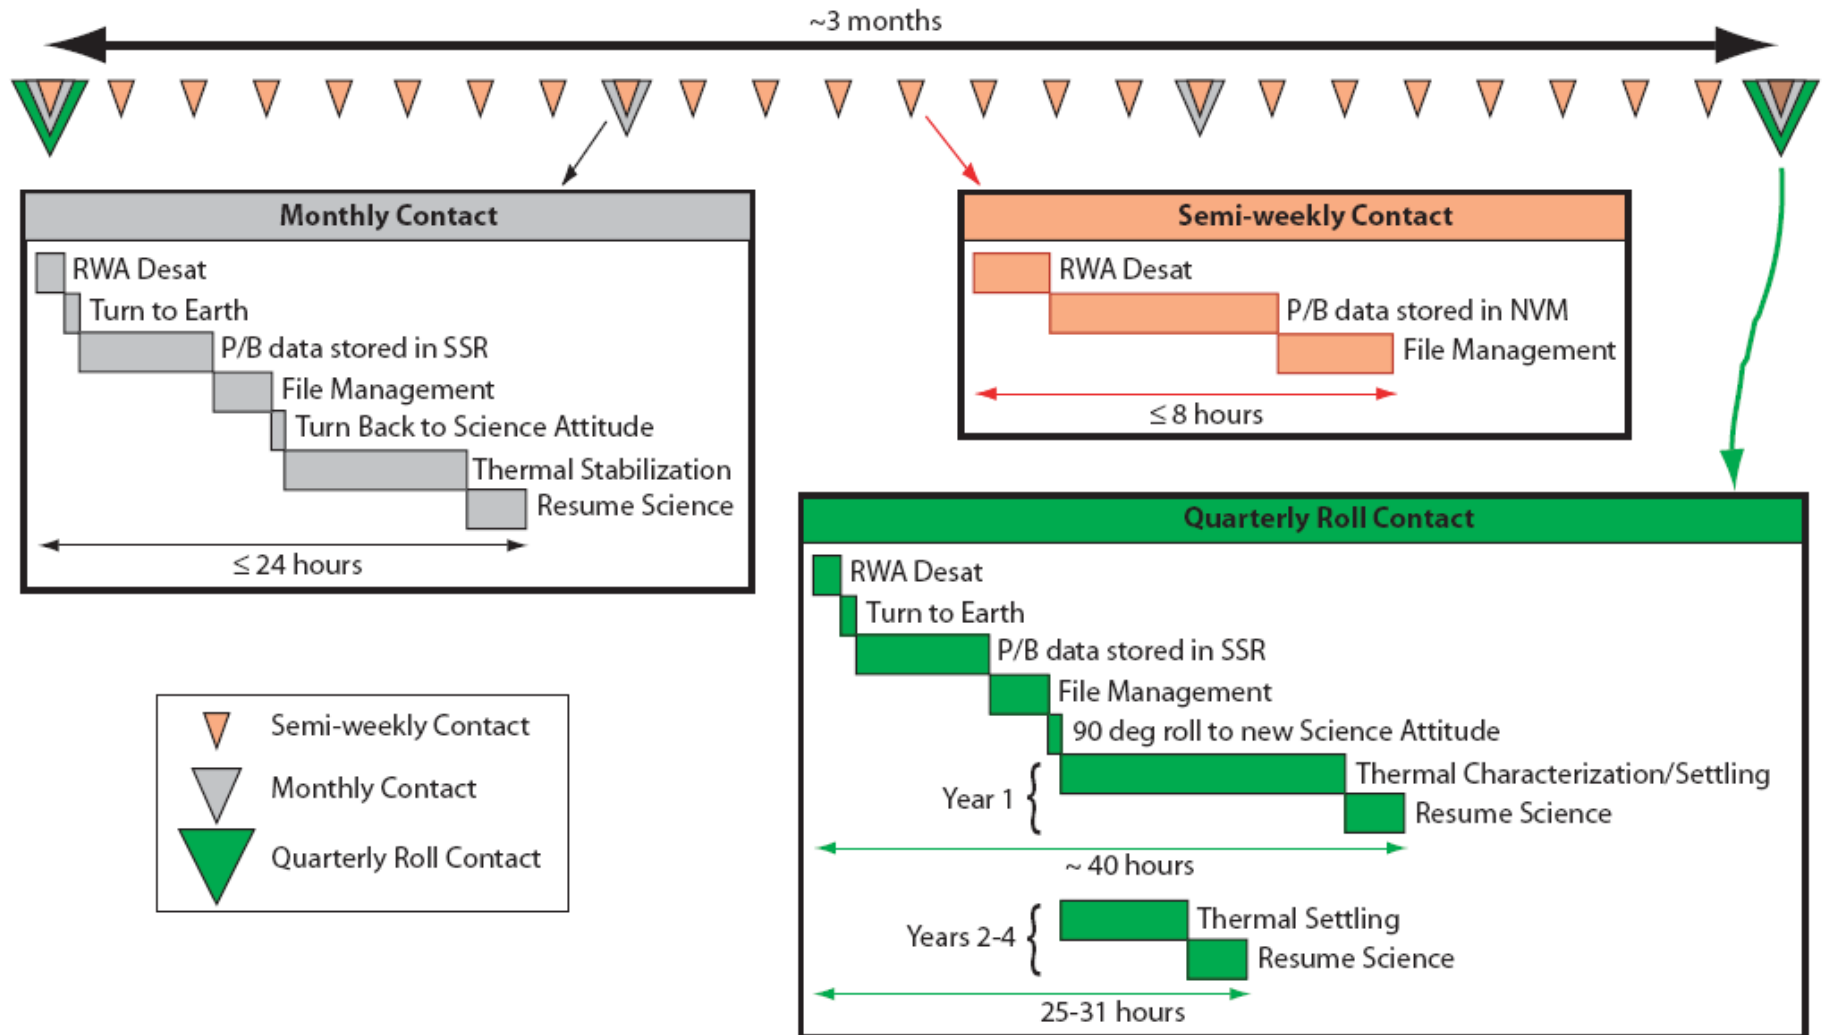 ~3 months
Monthly Contact
RWA Desat
Turn to Earth
P/B data stored in SSR
File Management
Turn Back to Science Attitude
Thermal Stabilization
Resume Science
≤ 24 hours
Semi-weekly Contact
RWA Desat
P/B data stored in NVM
File Management
≤ 8 hours
Quarterly Roll Contact
RWA Desat
Turn to Earth
P/B data stored in SSR
File Management
90 deg roll to new Science Attitude
Thermal Characterization/Settling
Year 1
Resume Science
~ 40 hours
Thermal Settling
Years 2-4
Resume Science
25-31 hours
Semi-weekly Contact
Monthly Contact
Quarterly Roll Contact